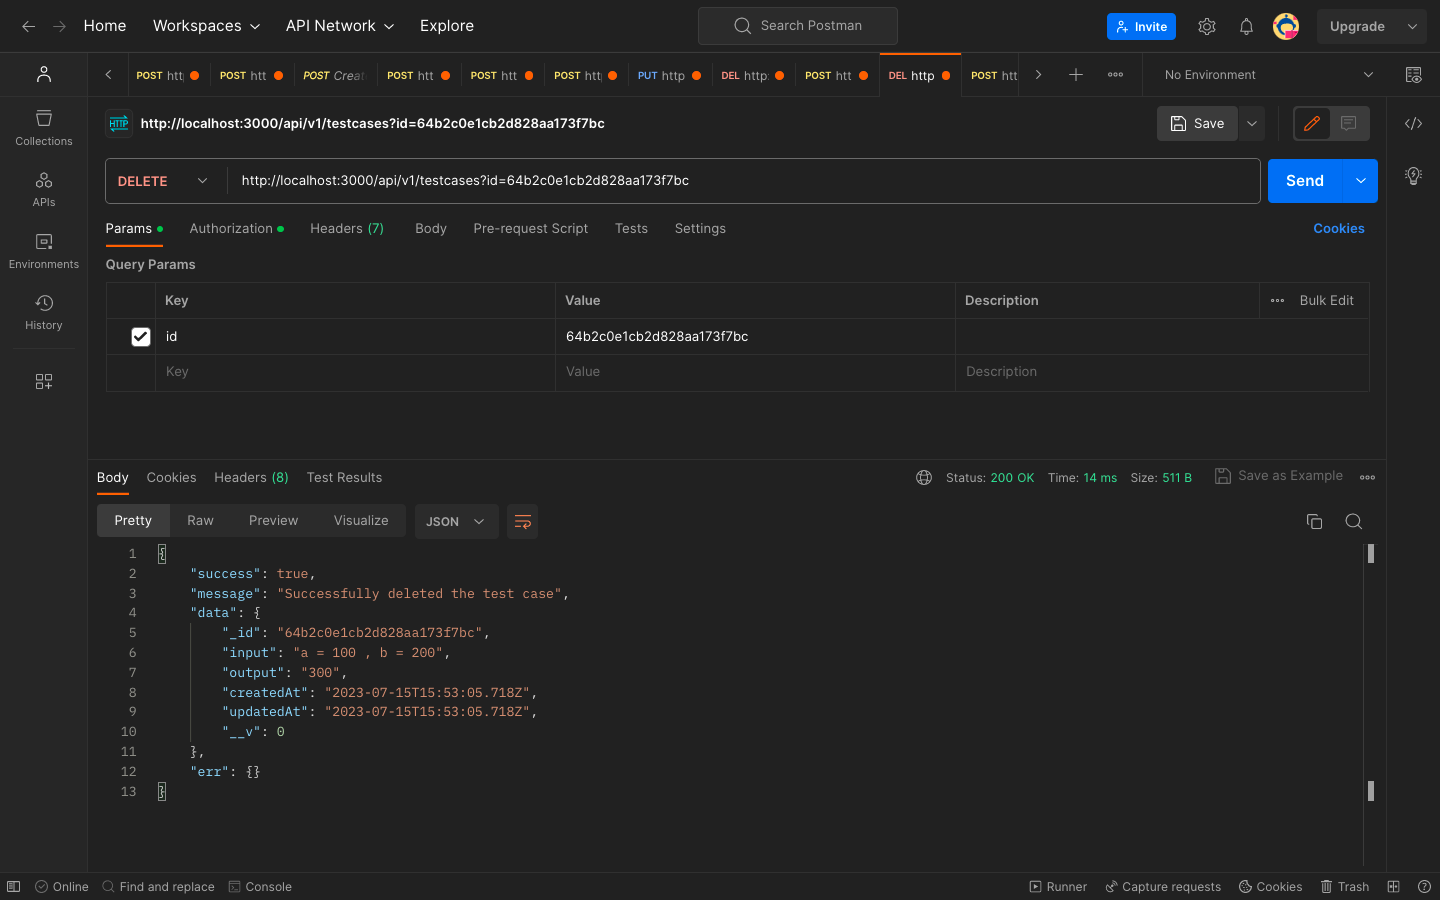 Home Workspaces API Network Explore Search Postman Invite Upgrade
POST htt POST htt POST Creat POST htt POST htt POST htt PUT http DEL http: POST htt DEL http POST htt No Environment
HTTP http://localhost:3000/api/v1/testcases?id=64b2c0e1cb2d828aa173f7bc Save
Collections
APIs
Environments
History
DELETE http://localhost:3000/api/v1/testcases?id=64b2c0e1cb2d828aa173f7bc Send
Params Authorization Headers (7) Body Pre-request Script Tests Settings Cookies
Query Params
Key Value Description Bulk Edit
id 64b2c0e1cb2d828aa173f7bc
Key Value Description
Body Cookies Headers (8) Test Results Status: 200 OK Time: 14 ms Size: 511 B Save as Example
Pretty Raw Preview Visualize JSON
1 {
2 "success": true,
3 "message": "Successfully deleted the test case",
4 "data": {
5 "_id": "64b2c0e1cb2d828aa173f7bc",
6 "input": "a = 100 , b = 200",
7 "output": "300",
8 "createdAt": "2023-07-15T15:53:05.718Z",
9 "updatedAt": "2023-07-15T15:53:05.718Z",
10 "__v": 0
11 },
12 "err": {}
13 }
Online Find and replace Console Runner Capture requests Cookies Trash